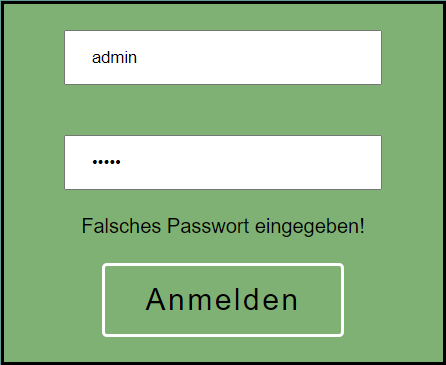 admin
•••••
Falsches Passwort eingegeben!
Anmelden